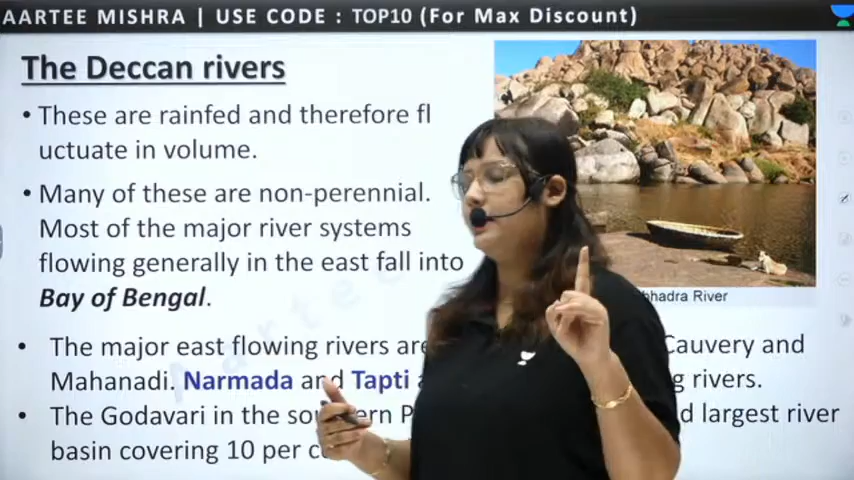 AARTEE MISHRA | USE CODE : TOP10 (For Max Discount)
The Deccan rivers
• These are rainfed and therefore fl
uctuate in volume.
• Many of these are non-perennial.
Most of the major river systems
flowing generally in the east fall into
Bay of Bengal.
hadra River
• The major east flowing rivers are Cauvery and
Mahanadi. Narmada and Tapti g rivers.
• The Godavari in the southern P d largest river
basin covering 10 per c